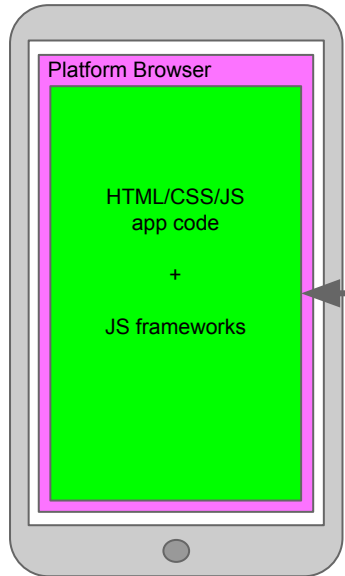 Platform Browser
HTML/CSS/JS
app code
+
JS frameworks